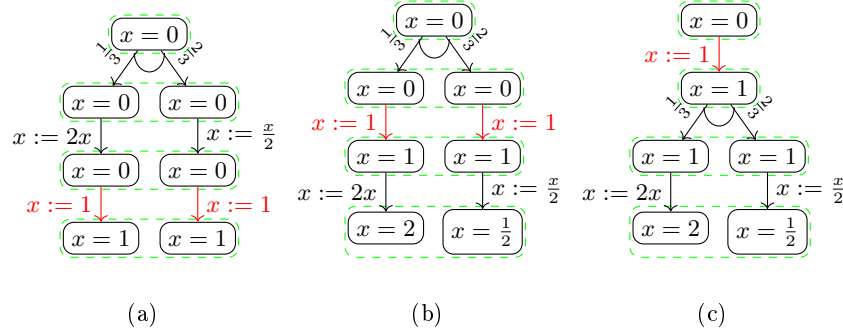 x = 0
1/3 2/3
x = 0 x = 0
x := 2x x := x/2
x = 0 x = 0
x := 1 x := 1
x = 1 x = 1
(a)
x = 0
1/3 2/3
x = 0 x = 0
x := 1 x := 1
x = 1 x = 1
x := 2x x := x/2
x = 2 x = 1/2
(b)
x = 0
x := 1
x = 1
1/3 2/3
x = 1 x = 1
x := 2x x := x/2
x = 2 x = 1/2
(c)